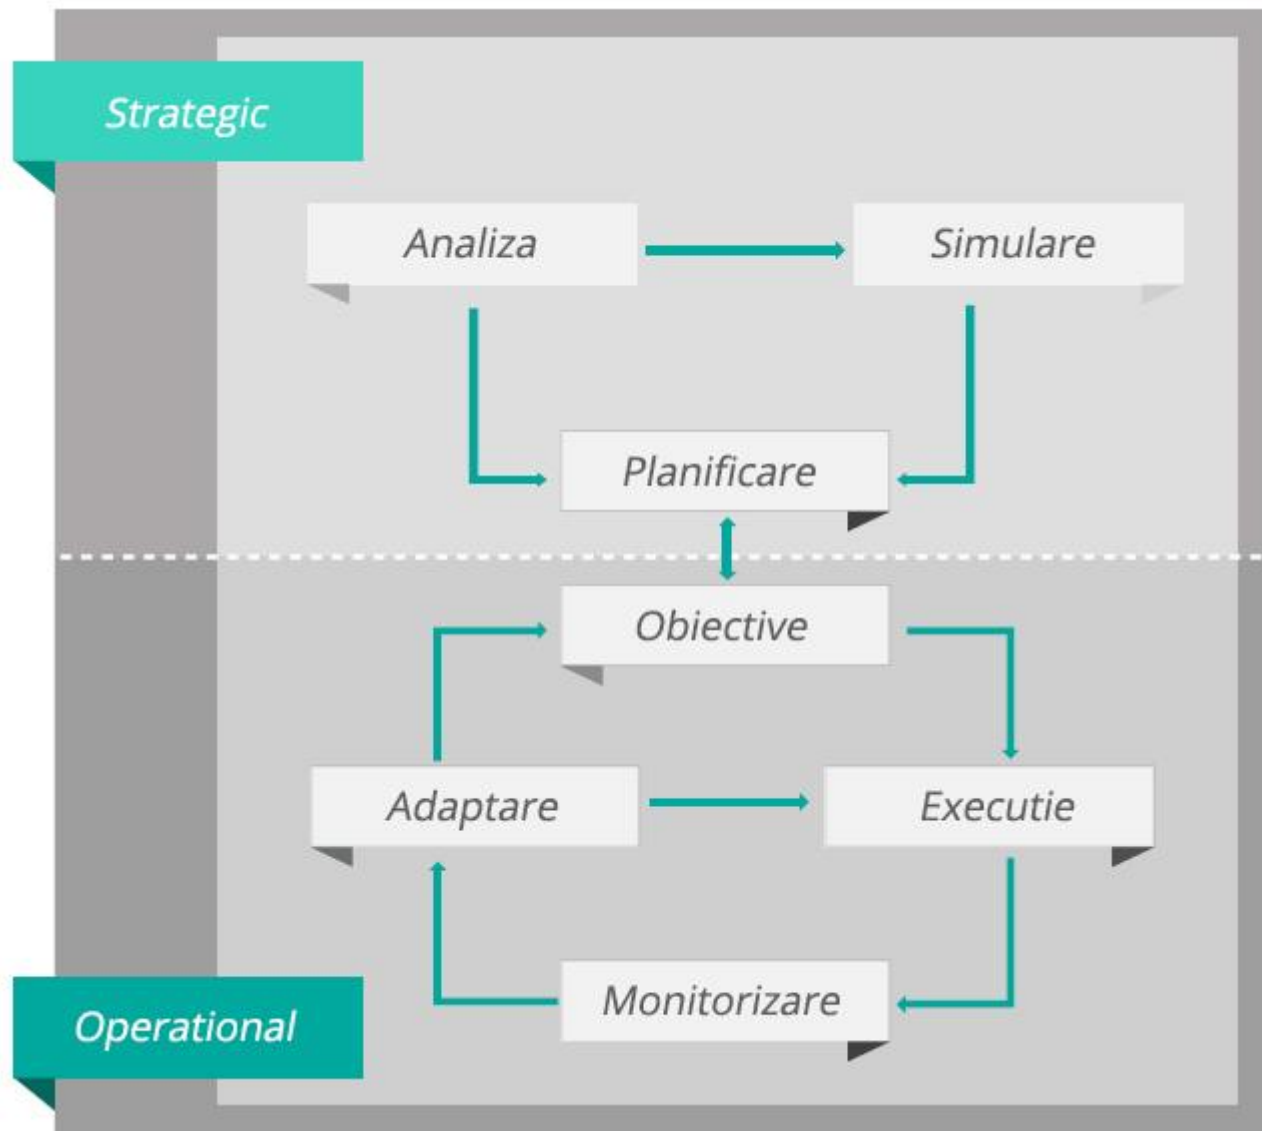 Strategic
Analiza
Simulare
Planificare
Obiective
Adaptare
Executie
Monitorizare
Operational